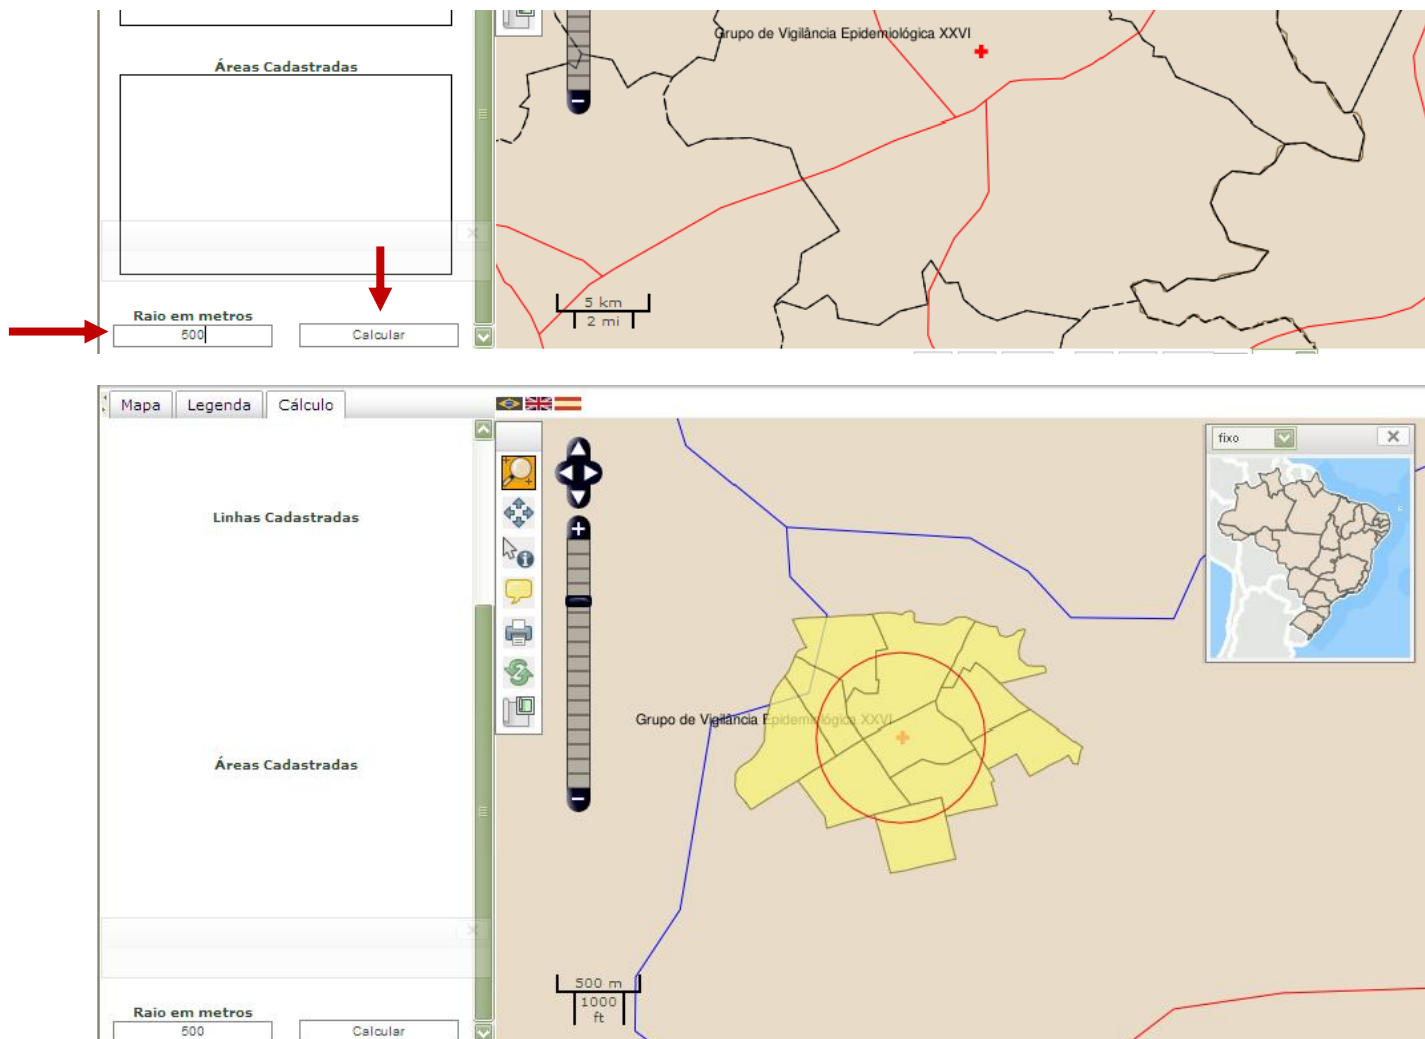 Grupo de Vigilância Epidemiológica XXVI
Áreas Cadastradas
5 km
2 mi
Raio em metros
500
Calcular
Mapa
Legenda
Cálculo
fixo
Linhas Cadastradas
Grupo de Vigilância Epidemiológica XXVI
Áreas Cadastradas
500 m
1000
ft
Raio em metros
500
Calcular